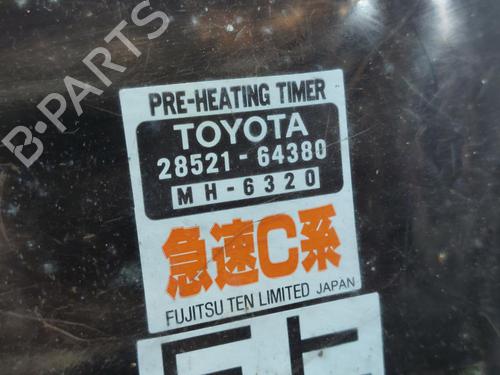 B-PARTS
PRE-HEATING TIMER
TOYOTA
28521-64380
MH-6320
急速C系
FUJITSU TEN LIMITED JAPAN